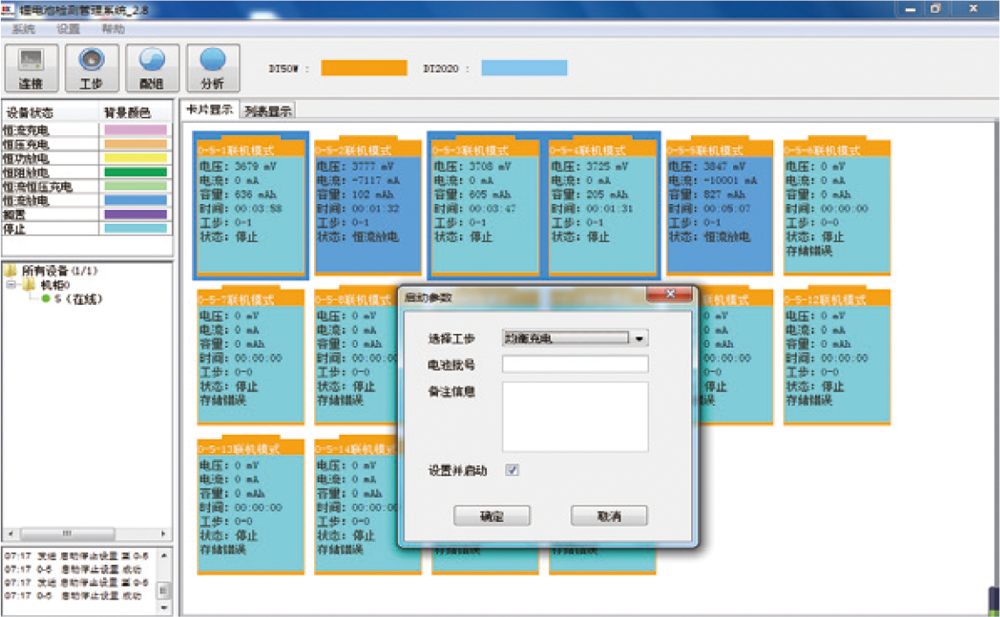 锂电池检测管理系统_2.8
系统 设置 帮助
连接 工步 配组 分析
DT50W : DT2020 :
设备状态 背景颜色
恒流充电
恒压充电
恒功放电
恒阻放电
恒流恒压充电
恒流放电
搁置
停止
所有设备(1/1)
机柜0
5(在线)
07:17 发送 启动停止设置 至 0-5
07:17 0-5 启动停止设置 成功
07:17 发送 启动停止设置 至 0-5
07:17 0-5 启动停止设置 成功
卡片显示 列表显示
0-5-1联机模式
电压: 3679 mV
电流: 0 mA
容量: 636 mAh
时间: 00:03:58
工步: 0-1
状态: 停止
0-5-2联机模式
电压: 3777 mV
电流: -7117 mA
容量: 102 mAh
时间: 00:01:32
工步: 0-1
状态: 恒流放电
0-5-3联机模式
电压: 3708 mV
电流: 0 mA
容量: 605 mAh
时间: 00:03:47
工步: 0-1
状态: 停止
0-5-4联机模式
电压: 3725 mV
电流: 0 mA
容量: 205 mAh
时间: 00:01:31
工步: 0-1
状态: 停止
0-5-5联机模式
电压: 3847 mV
电流: -10001 mA
容量: 827 mAh
时间: 00:05:07
工步: 0-1
状态: 恒流放电
0-5-6联机模式
电压: 0 mV
电流: 0 mA
容量: 0 mAh
时间: 00:00:00
工步: 0-0
状态: 停止
存储错误
0-5-7联机模式
电压: 0 mV
电流: 0 mA
容量: 0 mAh
时间: 00:00:00
工步: 0-0
状态: 停止
存储错误
0-5-8联机模式
电压: 0 mV
电流: 0 mA
容量: 0 mAh
时间: 00:00:00
工步: 0-0
状态: 停止
存储错误
联机模式
0 mV
0 mA
0 mAh
00:00:00
0-0
停止
误
0-5-12联机模式
电压: 0 mV
电流: 0 mA
容量: 0 mAh
时间: 00:00:00
工步: 0-0
状态: 停止
存储错误
0-5-13联机模式
电压: 0 mV
电流: 0 mA
容量: 0 mAh
时间: 00:00:00
工步: 0-0
状态: 停止
存储错误
0-5-14联机模式
电压: 0 mV
电流: 0 mA
容量: 0 mAh
时间: 00:00:00
工步: 0-0
状态: 停止
存储错误
启动参数
选择工步 均衡充电
电池批号
备注信息
设置并启动
确定 取消